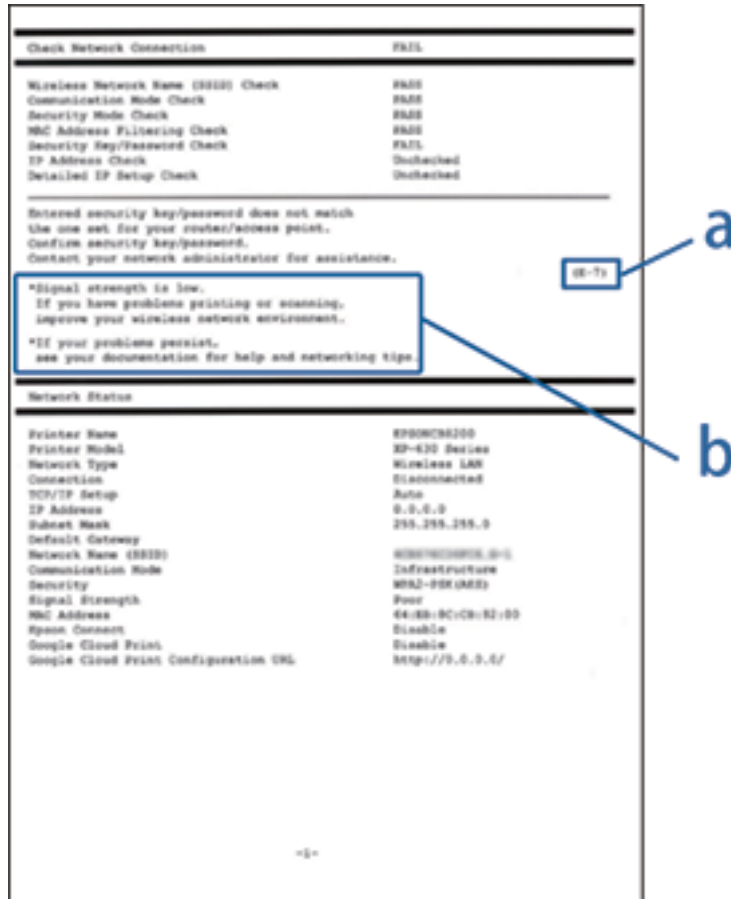 Check Network Connection FAIL
Wireless Network Name (SSID) Check PASS
Communication Mode Check PASS
Security Mode Check PASS
MAC Address Filtering Check PASS
Security Key/Password Check FAIL
IP Address Check Unchecked
Detailed IP Setup Check Unchecked
Entered security key/password does not match
the one set for your router/access point.
Confirm security key/password.
Contact your network administrator for assistance.
(E-7)
a
*Signal strength is low.
If you have problems printing or scanning,
improve your wireless network environment.
*If your problems persist,
see your documentation for help and networking tips.
b
Network Status
Printer Name
Printer Model XP-630 Series
Network Type Wireless LAN
Connection Disconnected
TCP/IP Setup Auto
IP Address 0.0.0.0
Subnet Mask 255.255.255.0
Default Gateway
Network Name (SSID)
Communication Mode Infrastructure
Security WPA2-PSK(AES)
Signal Strength Poor
MAC Address
Epson Connect Disable
Google Cloud Print Disable
Google Cloud Print Configuration URL http://0.0.0.0/
-1-